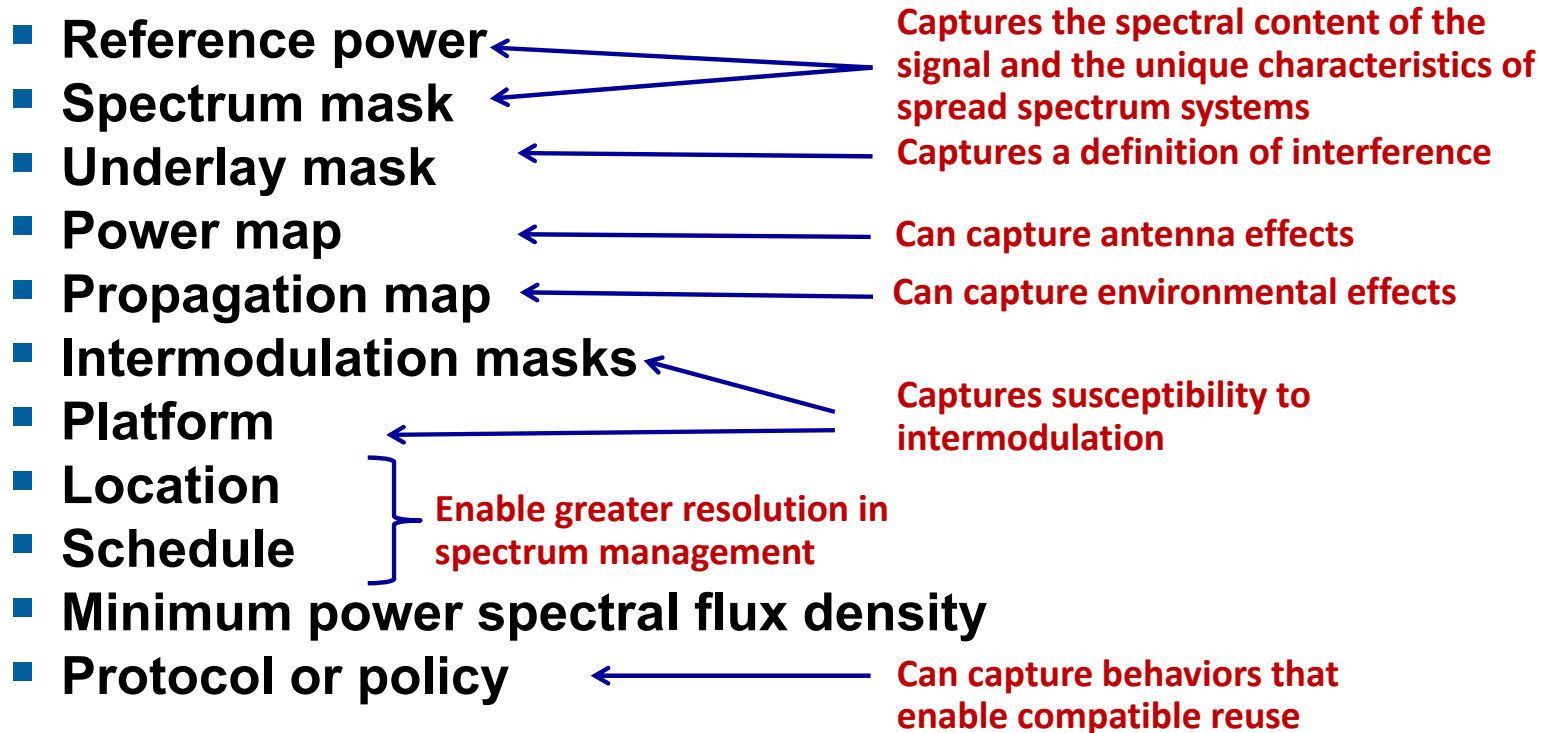 Reference power
Spectrum mask
Underlay mask
Power map
Propagation map
Intermodulation masks
Platform
Location
Schedule
Minimum power spectral flux density
Protocol or policy
Captures the spectral content of the
signal and the unique characteristics of
spread spectrum systems
Captures a definition of interference
Can capture antenna effects
Can capture environmental effects
Captures susceptibility to
intermodulation
Enable greater resolution in
spectrum management
Can capture behaviors that
enable compatible reuse